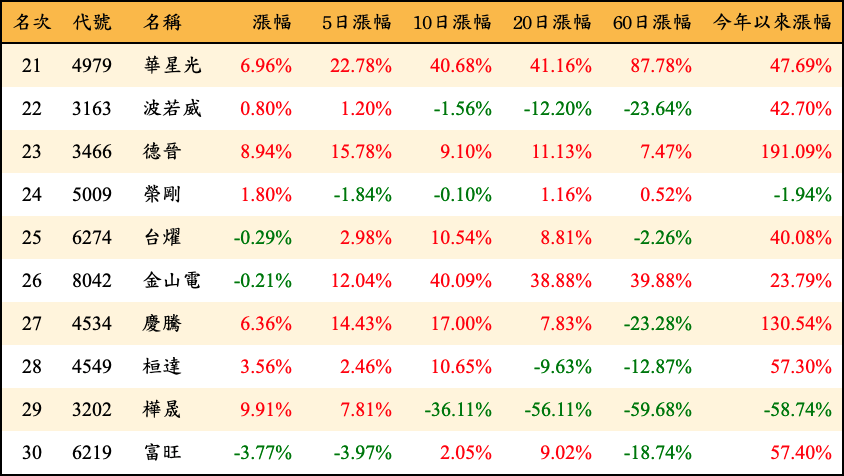 名次 代號 名稱 漲幅 5日漲幅 10日漲幅 20日漲幅 60日漲幅 今年以來漲幅
21 4979 華星光 6.96% 22.78% 40.68% 41.16% 87.78% 47.69%
22 3163 波若威 0.80% 1.20% -1.56% -12.20% -23.64% 42.70%
23 3466 德晉 8.94% 15.78% 9.10% 11.13% 7.47% 191.09%
24 5009 榮剛 1.80% -1.84% -0.10% 1.16% 0.52% -1.94%
25 6274 台燿 -0.29% 2.98% 10.54% 8.81% -2.26% 40.08%
26 8042 金山電 -0.21% 12.04% 40.09% 38.88% 39.88% 23.79%
27 4534 慶騰 6.36% 14.43% 17.00% 7.83% -23.28% 130.54%
28 4549 桓達 3.56% 2.46% 10.65% -9.63% -12.87% 57.30%
29 3202 樺晟 9.91% 7.81% -36.11% -56.11% -59.68% -58.74%
30 6219 富旺 -3.77% -3.97% 2.05% 9.02% -18.74% 57.40%